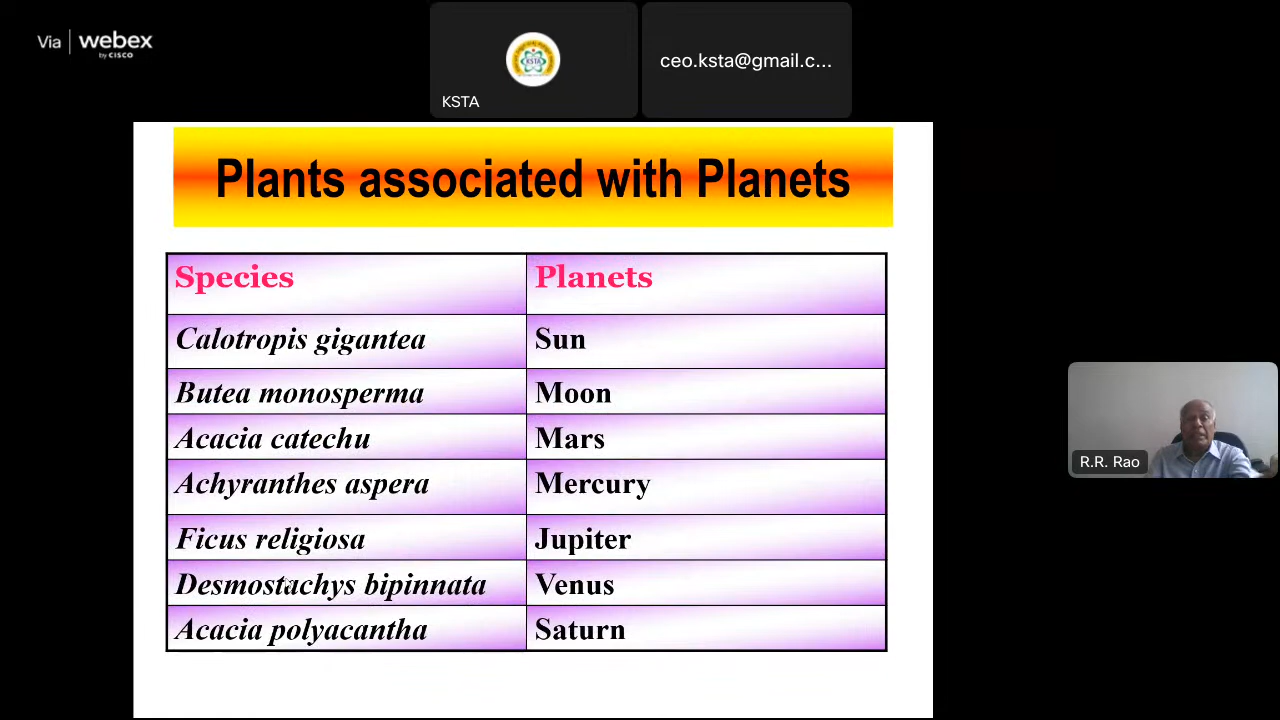 Via webex
by CISCO
KSTA
KSTA
ceo.ksta@gmail.c...
Plants associated with Planets
Species Planets
Calotropis gigantea Sun
Butea monosperma Moon
Acacia catechu Mars
Achyranthes aspera Mercury
Ficus religiosa Jupiter
Desmostachys bipinnata Venus
Acacia polyacantha Saturn
R.R. Rao